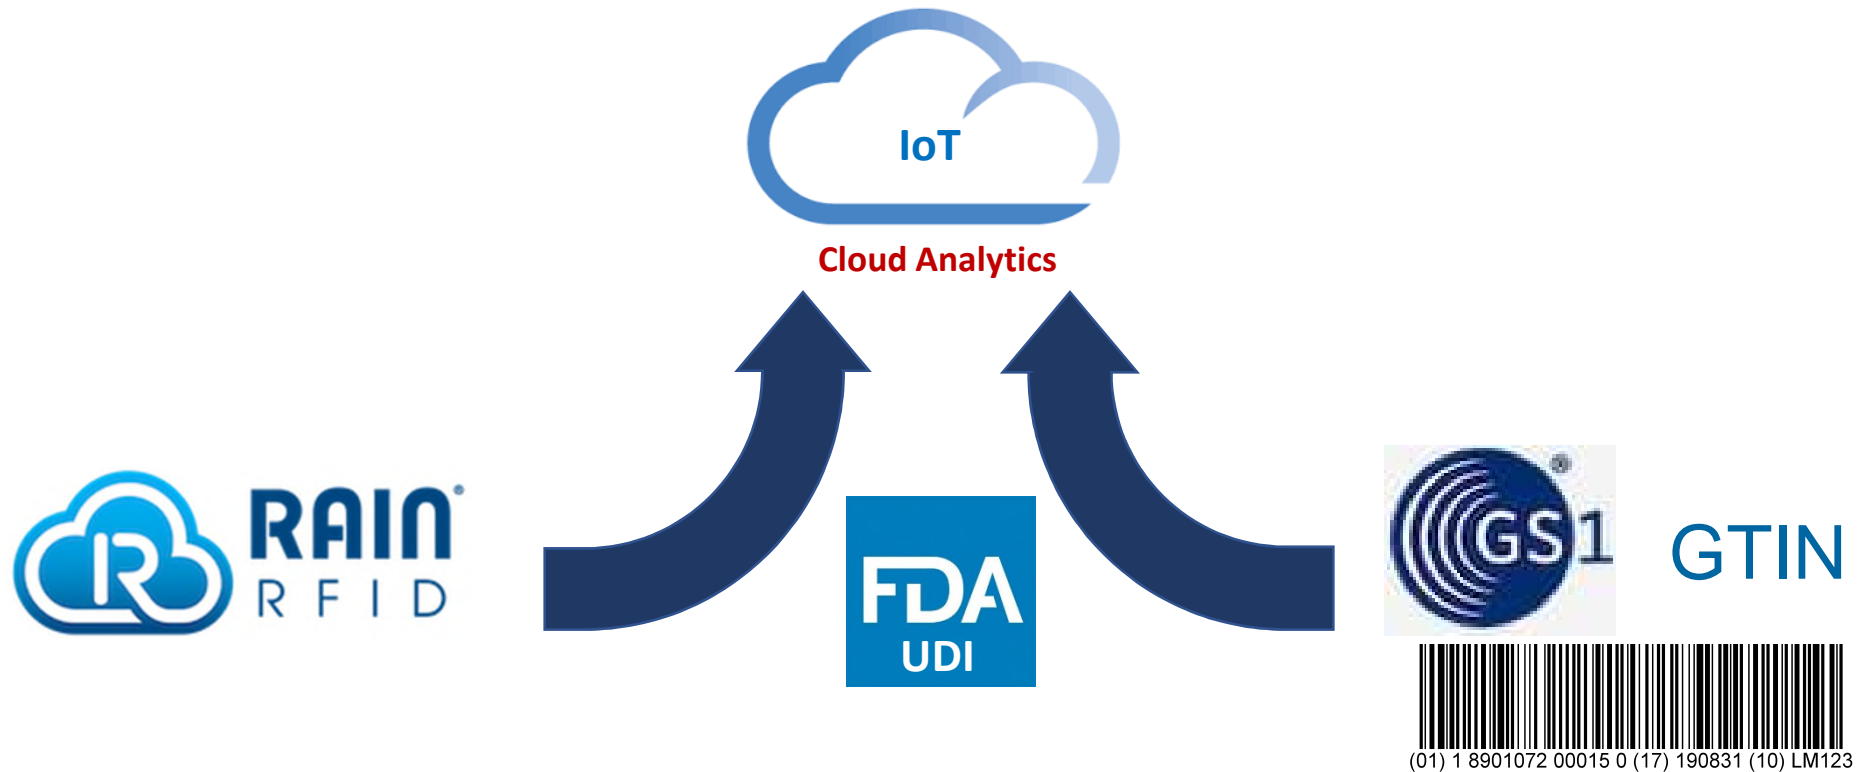 IoT
Cloud Analytics
R
RAIN®
RFID
FDA
UDI
GS1®
GTIN
(01) 1 8901072 00015 0 (17) 190831 (10) LM123